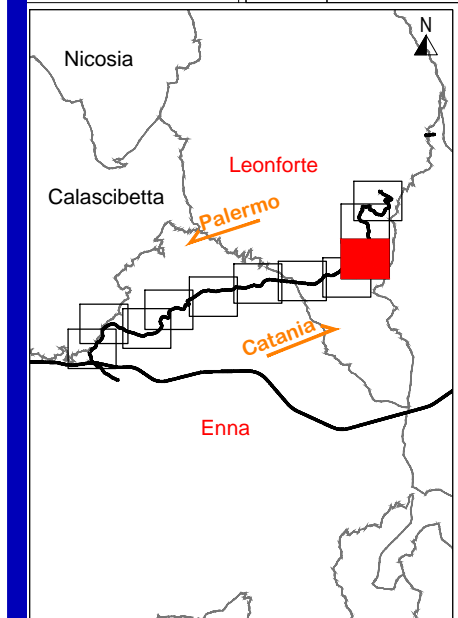 N
Nicosia
Leonforte
Calascibetta
Palermo
Catania
Enna